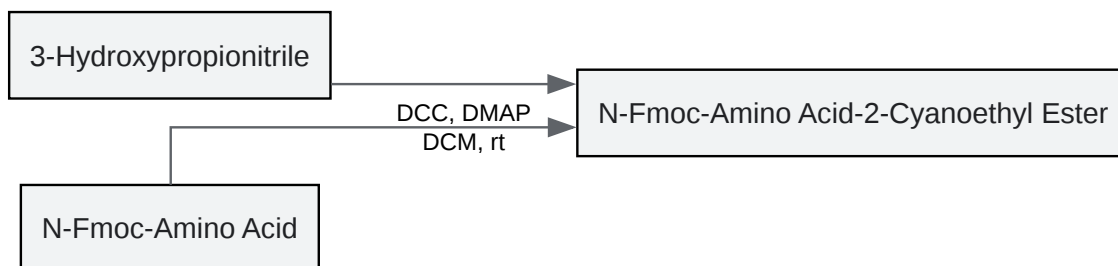 3-Hydroxypropionitrile
DCC, DMAP
DCM, rt
N-Fmoc-Amino Acid-2-Cyanoethyl Ester
N-Fmoc-Amino Acid